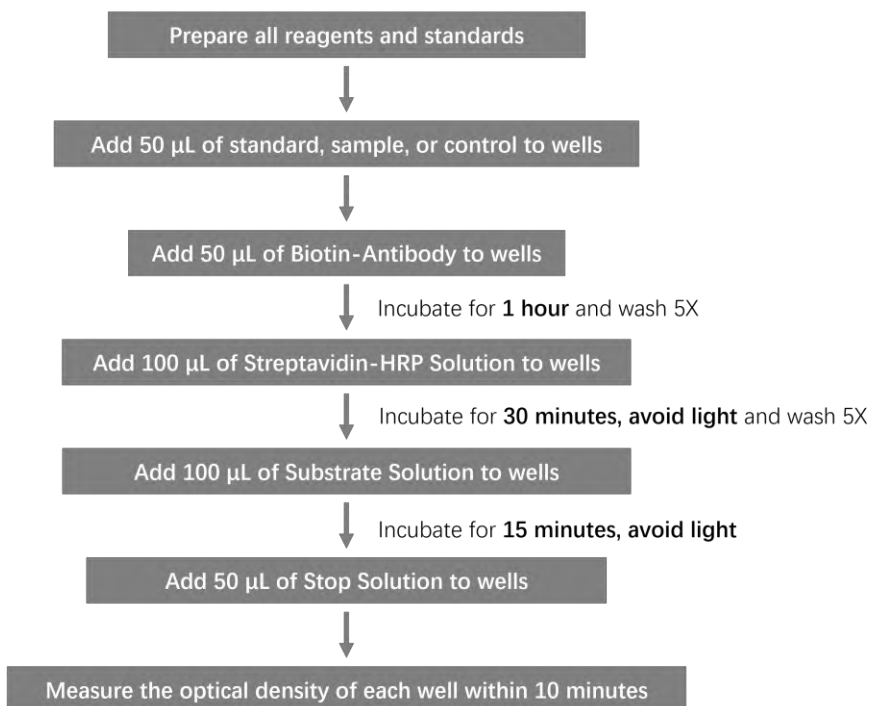 Prepare all reagents and standards
Add 50 μL of standard, sample, or control to wells
Add 50 μL of Biotin-Antibody to wells
Incubate for 1 hour and wash 5X
Add 100 μL of Streptavidin-HRP Solution to wells
Incubate for 30 minutes, avoid light and wash 5X
Add 100 μL of Substrate Solution to wells
Incubate for 15 minutes, avoid light
Add 50 μL of Stop Solution to wells
Measure the optical density of each well within 10 minutes